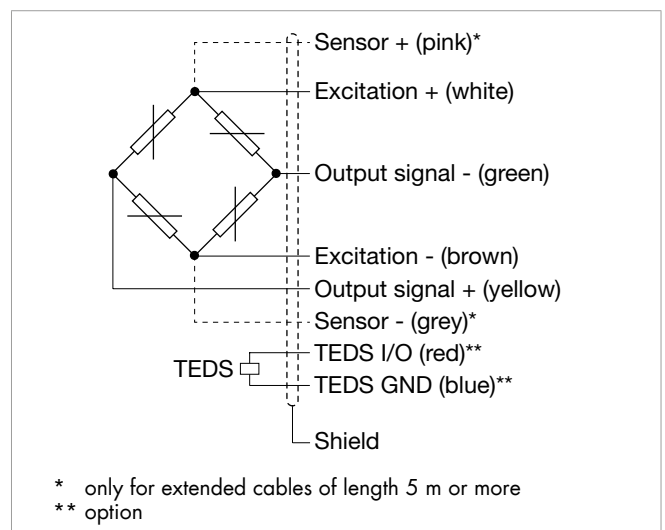 Sensor + (pink)*
Excitation + (white)
Output signal - (green)
Excitation - (brown)
Output signal + (yellow)
Sensor - (grey)*
TEDS I/O (red)**
TEDS
TEDS GND (blue)**
Shield
* only for extended cables of length 5 m or more
** option